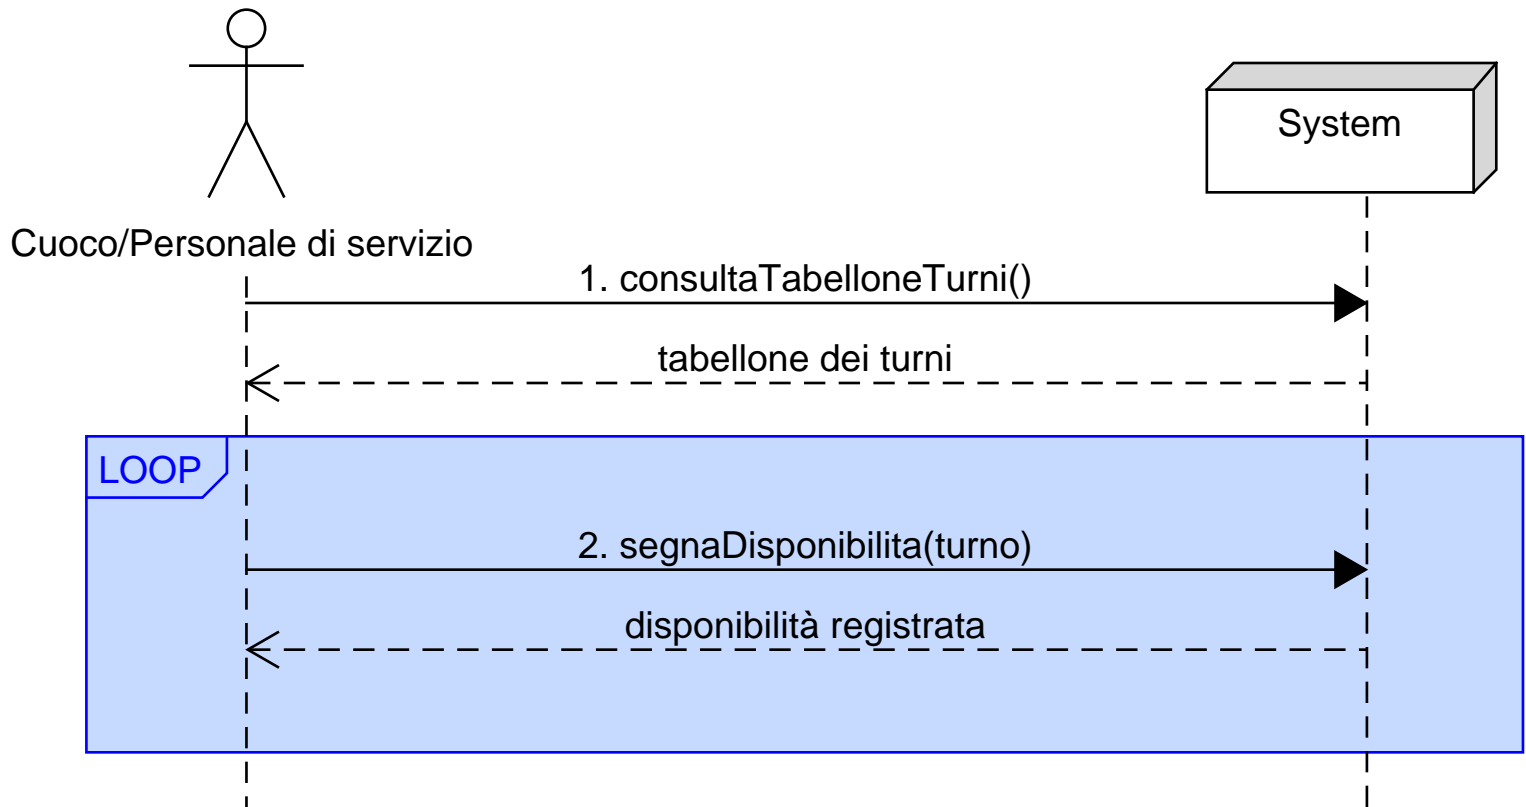 System
Cuoco/Personale di servizio
1. consultaTabelloneTurni()
tabellone dei turni
LOOP
2. segnaDisponibilita(turno)
disponibilità registrata